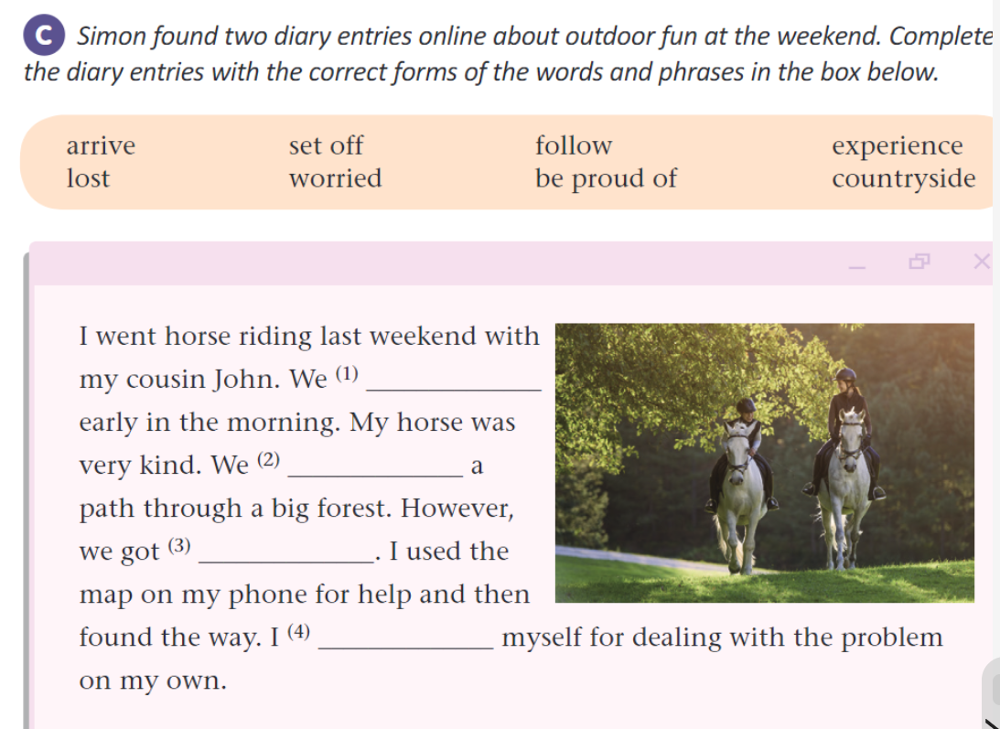 C Simon found two diary entries online about outdoor fun at the weekend. Complete
the diary entries with the correct forms of the words and phrases in the box below.
arrive set off follow experience
lost worried be proud of countryside
I went horse riding last weekend with
my cousin John. We (1) ____________
early in the morning. My horse was
very kind. We (2) ____________ a
path through a big forest. However,
we got (3) ____________. I used the
map on my phone for help and then
found the way. I (4) ____________ myself for dealing with the problem
on my own.